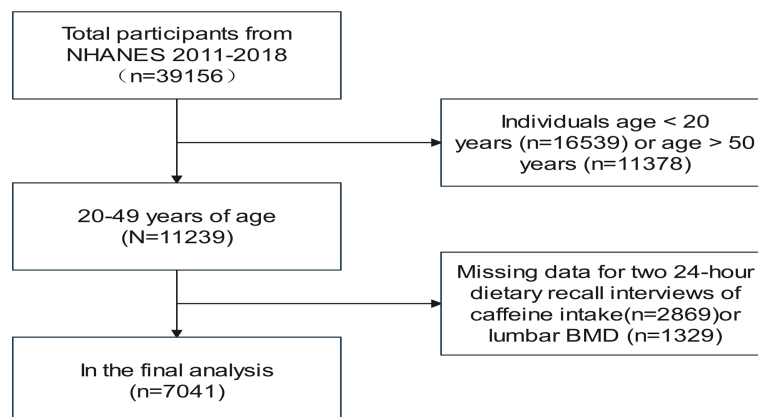 Total participants from
NHANES 2011-2018
（n=39156）
Individuals age < 20
years (n=16539) or age > 50
years (n=11378)
20-49 years of age
(N=11239)
Missing data for two 24-hour
dietary recall interviews of
caffeine intake(n=2869)or
lumbar BMD (n=1329)
In the final analysis
(n=7041)